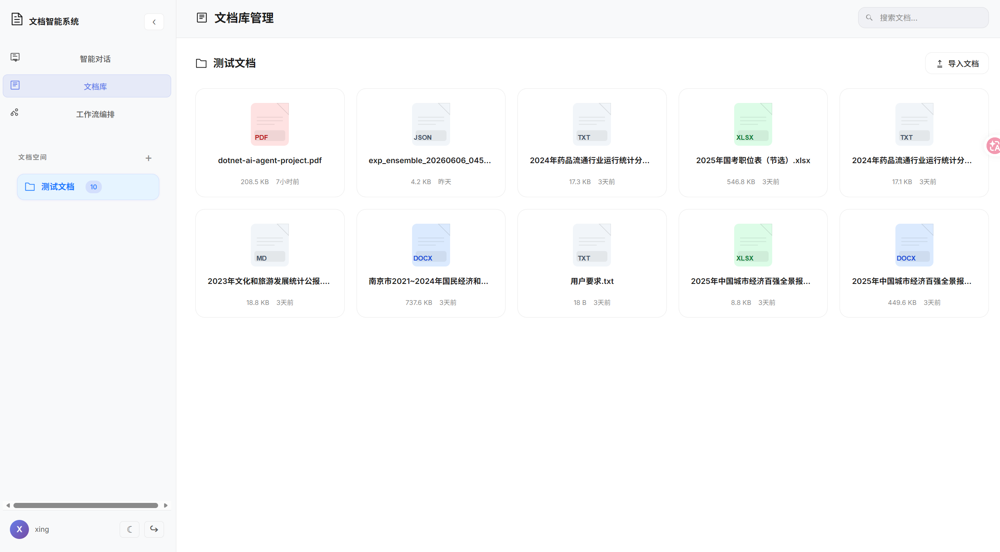 文档智能系统
智能对话
文档库
工作流编排
文档空间
+
测试文档 10
X xing
文档库管理
搜索文档...
测试文档
导入文档
PDF
dotnet-ai-agent-project.pdf
208.5 KB 7小时前
JSON
exp_ensemble_20260606_045...
4.2 KB 昨天
TXT
2024年药品流通行业运行统计分...
17.3 KB 3天前
XLSX
2025年国考职位表（节选）.xlsx
546.8 KB 3天前
TXT
2024年药品流通行业运行统计分...
17.1 KB 3天前
MD
2023年文化和旅游发展统计公报....
18.8 KB 3天前
DOCX
南京市2021~2024年国民经济和...
737.6 KB 3天前
TXT
用户要求.txt
18 B 3天前
XLSX
2025年中国城市经济百强全景报...
8.8 KB 3天前
DOCX
2025年中国城市经济百强全景报...
449.6 KB 3天前